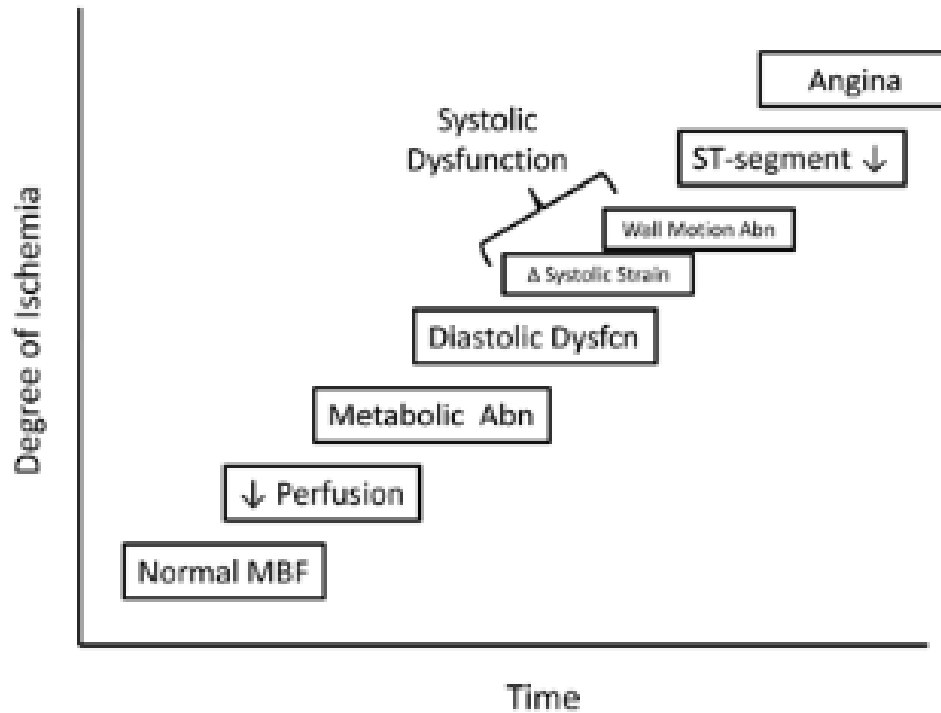 Angina
Systolic
Dysfunction
ST-segment ↓
Wall Motion Abn
Δ Systolic Strain
Diastolic Dysfcn
Metabolic Abn
↓ Perfusion
Normal MBF
Degree of Ischemia
Time